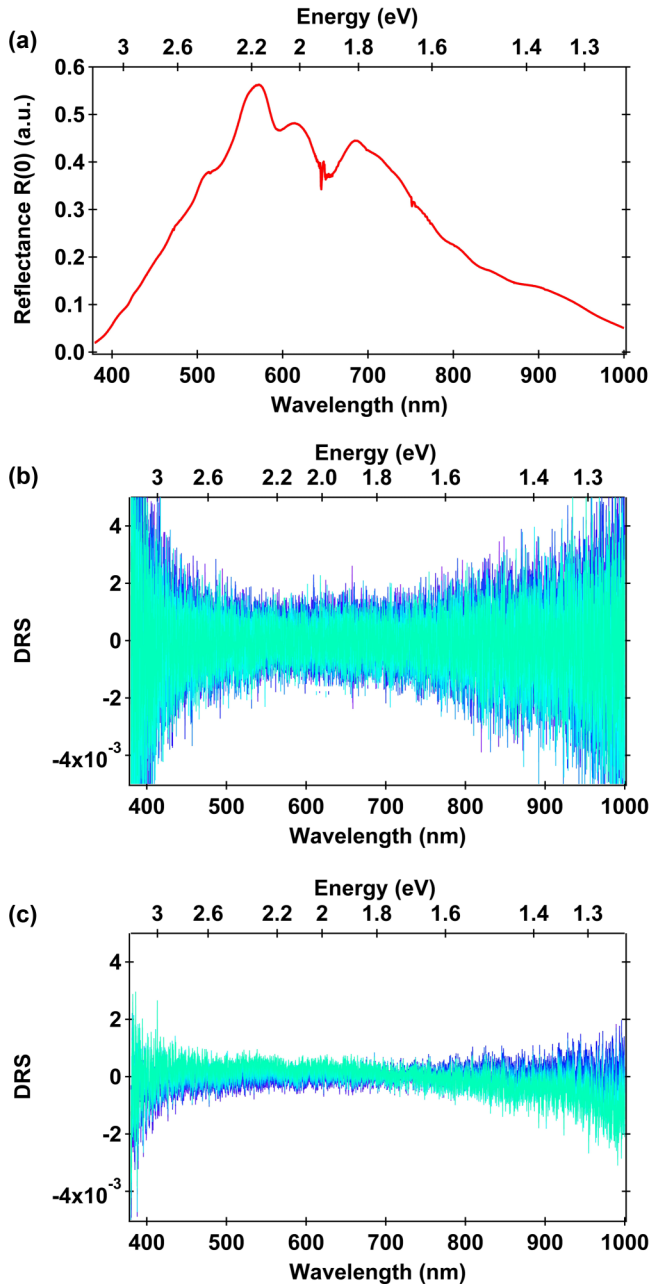 Energy (eV)
(a)
3 2.6 2.2 2 1.8 1.6 1.4 1.3
0.6
0.5
0.4
0.3
0.2
0.1
0.0
Reflectance R(0) (a.u.)
400 500 600 700 800 900 1000
Wavelength (nm)
Energy (eV)
(b)
3 2.6 2.2 2.0 1.8 1.6 1.4 1.3
4
2
0
-2
-4x10-3
DRS
400 500 600 700 800 900 1000
Wavelength (nm)
Energy (eV)
(c)
3 2.6 2.2 2 1.8 1.6 1.4 1.3
4
2
0
-2
-4x10-3
DRS
400 500 600 700 800 900 1000
Wavelength (nm)